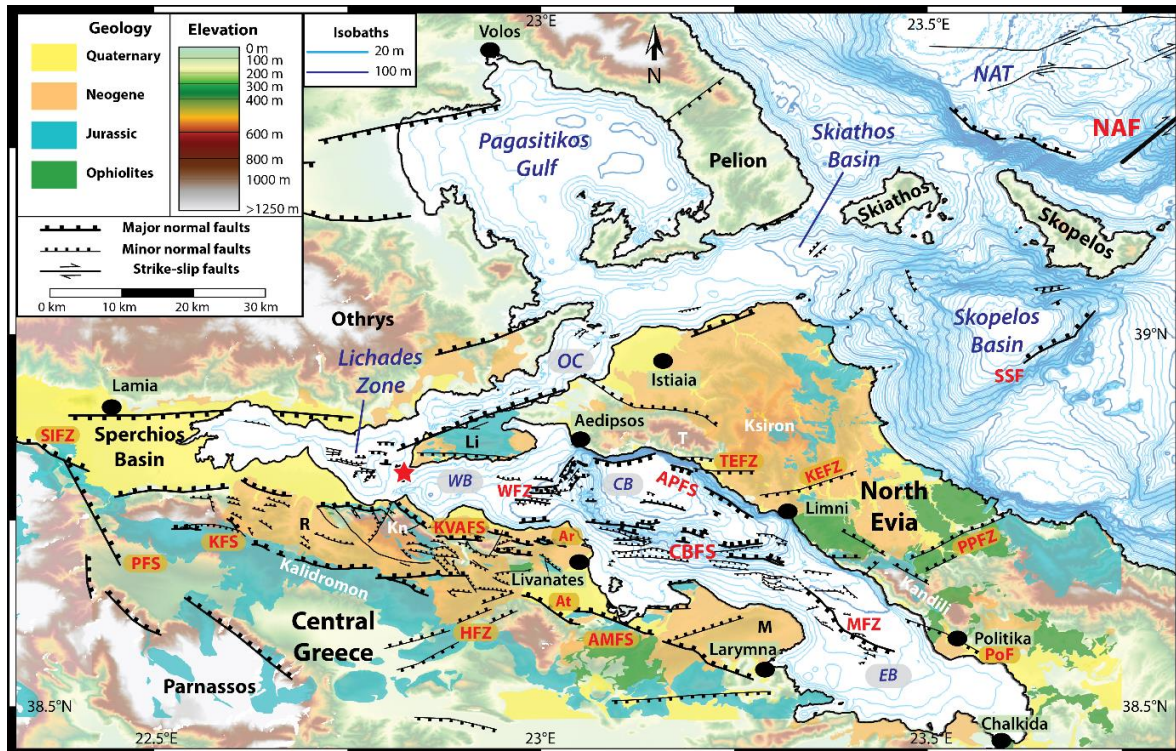 Geology
Quaternary
Neogene
Jurassic
Ophiolites
Elevation
0 m
100 m
200 m
300 m
400 m
600 m
800 m
1000 m
>1250 m
Isobaths
20 m
100 m
Major normal faults
Minor normal faults
Strike-slip faults
0 km
10 km
20 km
30 km
23°E
23.5°E
Volos
N
NAT
NAF
Pagasitikos
Gulf
Skiathos
Basin
Pelion
Skiathos
Skopelos
Othrys
Lichades
Zone
OC
Istiaia
Skopelos
Basin
39°N
SSF
Lamia
Aedipsos
Ksiron
SIFZ
Sperchios
Basin
Li
T
TEFZ
KEFZ
WB
WFZ
CB
APFS
North
Evia
Limni
R
Kn
KVAFS
Ar
KFS
CBFS
PPFZ
PFS
Kalidromon
Livanates
At
Kandili
Central
Greece
HFZ
AMFS
M
MFZ
Politika
PoF
Larymna
Parnassos
EB
38.5°N
38.5°N
Chalkida
22.5°E
23°E
23.5°E